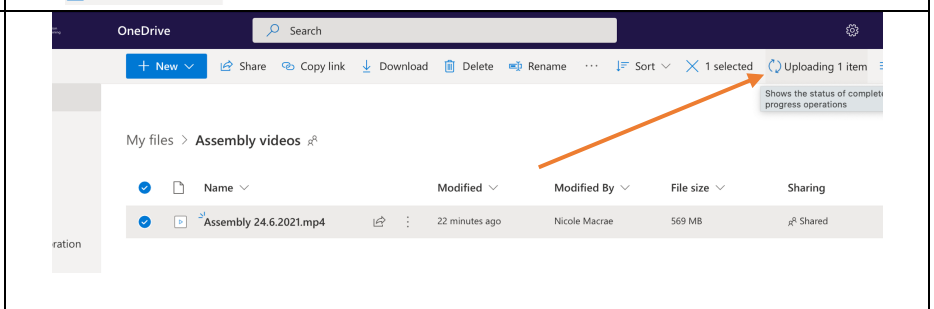 OneDrive Search
+ New Share Copy link Download Delete Rename ··· Sort 1 selected Uploading 1 item
Shows the status of complete
progress operations
My files > Assembly videos
Name Modified Modified By File size Sharing
Assembly 24.6.2021.mp4 22 minutes ago Nicole Macrae 569 MB Shared
ration